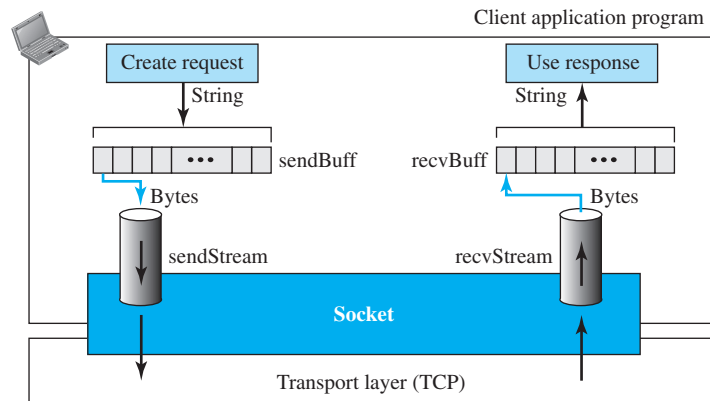 Client application program
Create request
Use response
String
String
sendBuff
recvBuff
Bytes
Bytes
sendStream
recvStream
Socket
Transport layer (TCP)